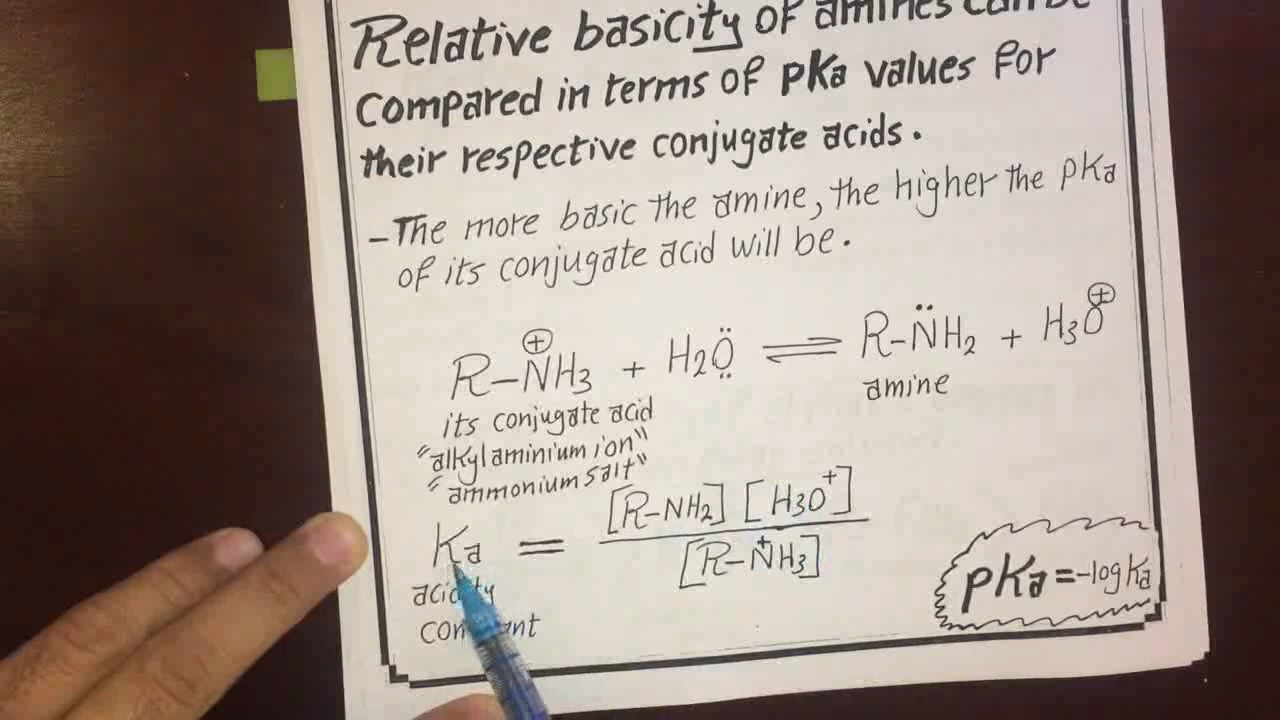 Relative basicity of amines can be
compared in terms of pKa values for
their respective conjugate acids.
- The more basic the amine, the higher the pKa
of its conjugate acid will be.
R-N⊕H3 + H2Ö ⇌ R-N̈H2 + H3O⊕
its conjugate acid amine
"alkylaminium ion"
"ammonium salt"
Ka = [R-NH2] [H3O+] / [R-N+H3]
acidity
constant
pKa = -log Ka